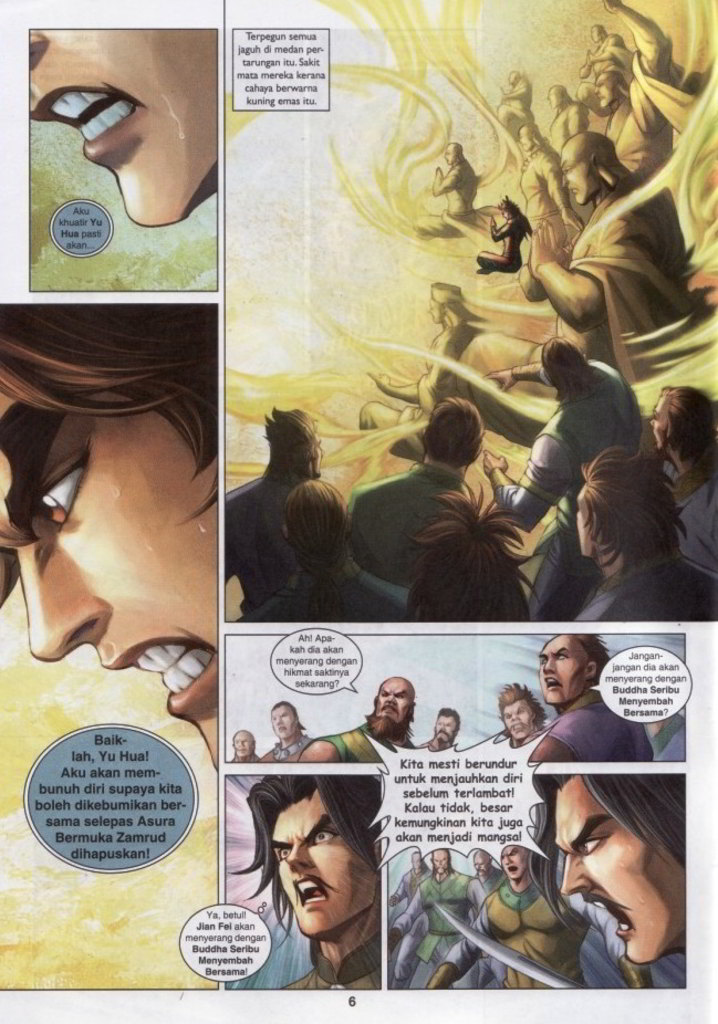 Terpegun semua
jaguh di medan per-
tarungan itu. Sakit
mata mereka kerana
cahaya berwarna
kuning emas itu.
Aku
khuatir Yu
Hua pasti
akan...
Baik-
lah, Yu Hua!
Aku akan mem-
bunuh diri supaya kita
boleh dikebumikan ber-
sama selepas Asura
Bermuka Zamrud
dihapuskan!
Ah! Apa-
kah dia akan
menyerang dengan
hikmat saktinya
sekarang?
Jangan-
jangan dia akan
menyerang dengan
Buddha Seribu
Menyembah
Bersama?
Kita mesti berundur
untuk menjauhkan diri
sebelum terlambat!
Kalau tidak, besar
kemungkinan kita juga
akan menjadi mangsa!
Ya, betul!
Jian Fei akan
menyerang dengan
Buddha Seribu
Menyembah
Bersama!
6